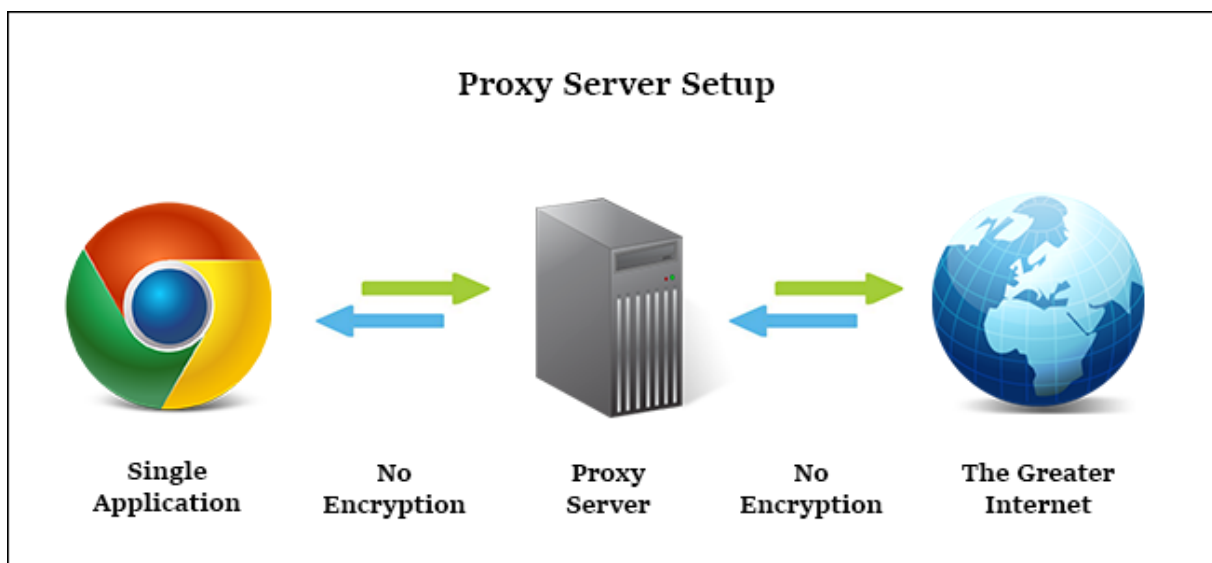 Proxy Server Setup
Single
Application
No
Encryption
Proxy
Server
No
Encryption
The Greater
Internet